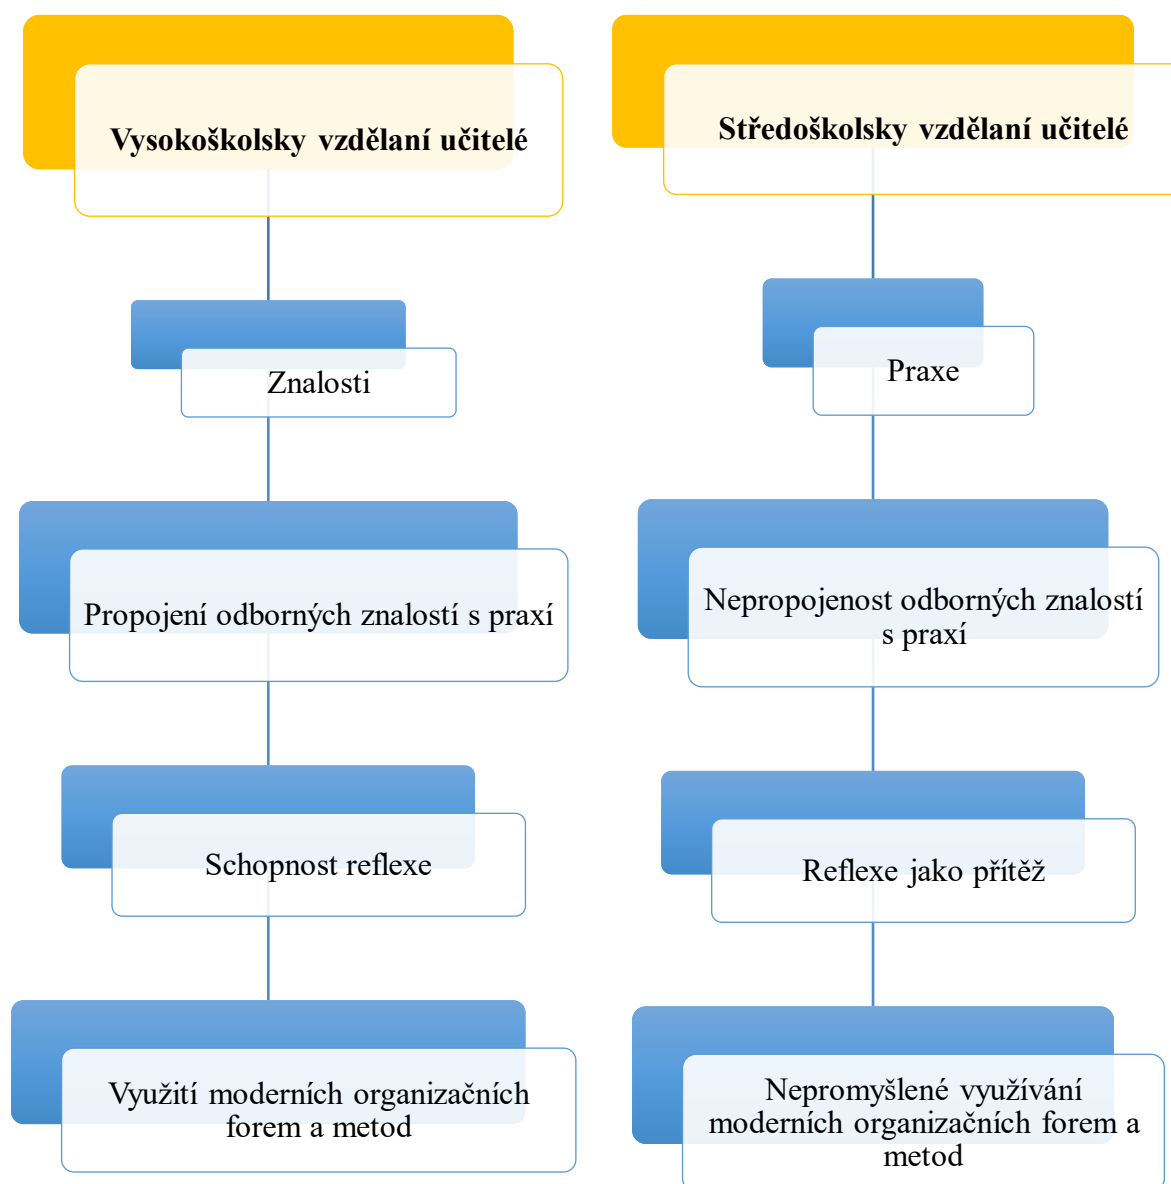 Vysokoškolsky vzdělaní učitelé
Znalosti
Propojení odborných znalostí s praxí
Schopnost reflexe
Využití moderních organizačních
forem a metod
Středoškolsky vzdělaní učitelé
Praxe
Nepropojenost odborných znalostí
s praxí
Reflexe jako přítěž
Nepromyšlené využívání
moderních organizačních forem a
metod